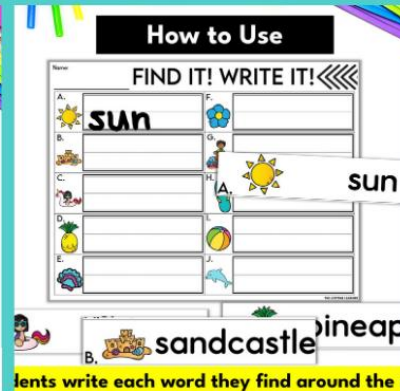 How to Use
Name
FIND IT! WRITE IT!
A. sun F.
B. G.
C. H.
D. I.
E. J.
A. sun
B. sandcastle
pineap
dents write each word they find around the